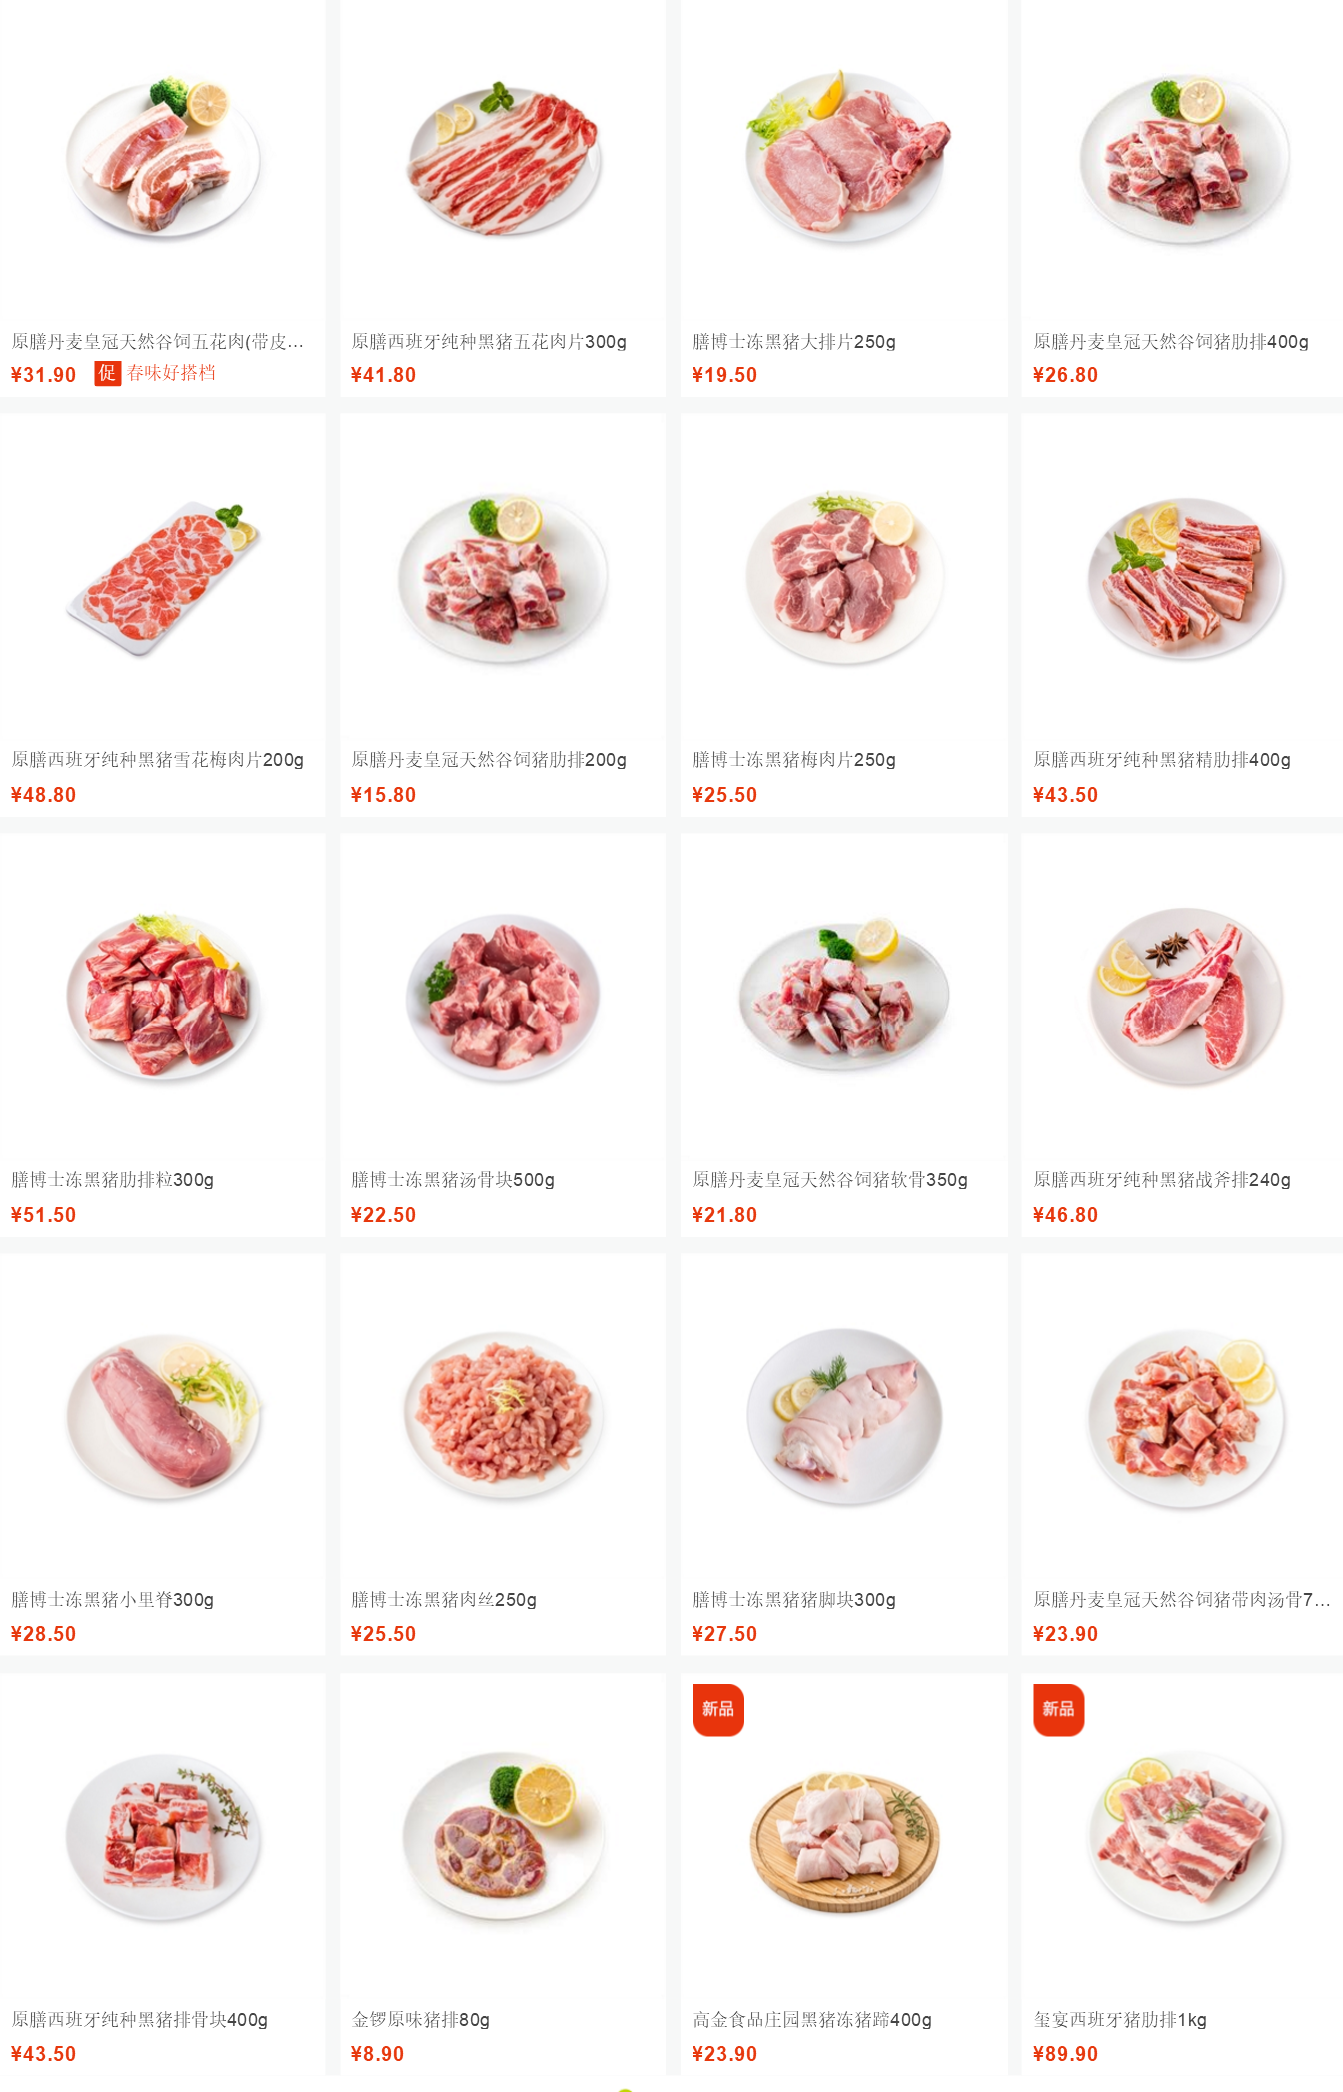 原膳丹麦皇冠天然谷饲五花肉(带皮...
原膳西班牙纯种黑猪五花肉片300g
膳博士冻黑猪大排片250g
原膳丹麦皇冠天然谷饲猪肋排400g
¥31.90 促 春味好搭档
¥41.80
¥19.50
¥26.80
原膳西班牙纯种黑猪雪花梅肉片200g
原膳丹麦皇冠天然谷饲猪肋排200g
膳博士冻黑猪梅肉片250g
原膳西班牙纯种黑猪精肋排400g
¥48.80
¥15.80
¥25.50
¥43.50
膳博士冻黑猪肋排粒300g
膳博士冻黑猪汤骨块500g
原膳丹麦皇冠天然谷饲猪软骨350g
原膳西班牙纯种黑猪战斧排240g
¥51.50
¥22.50
¥21.80
¥46.80
膳博士冻黑猪小里脊300g
膳博士冻黑猪肉丝250g
膳博士冻黑猪猪脚块300g
原膳丹麦皇冠天然谷饲猪带肉汤骨7...
¥28.50
¥25.50
¥27.50
¥23.90
新品
新品
原膳西班牙纯种黑猪排骨块400g
金锣原味猪排80g
高金食品庄园黑猪冻猪蹄400g
玺宴西班牙猪肋排1kg
¥43.50
¥8.90
¥23.90
¥89.90